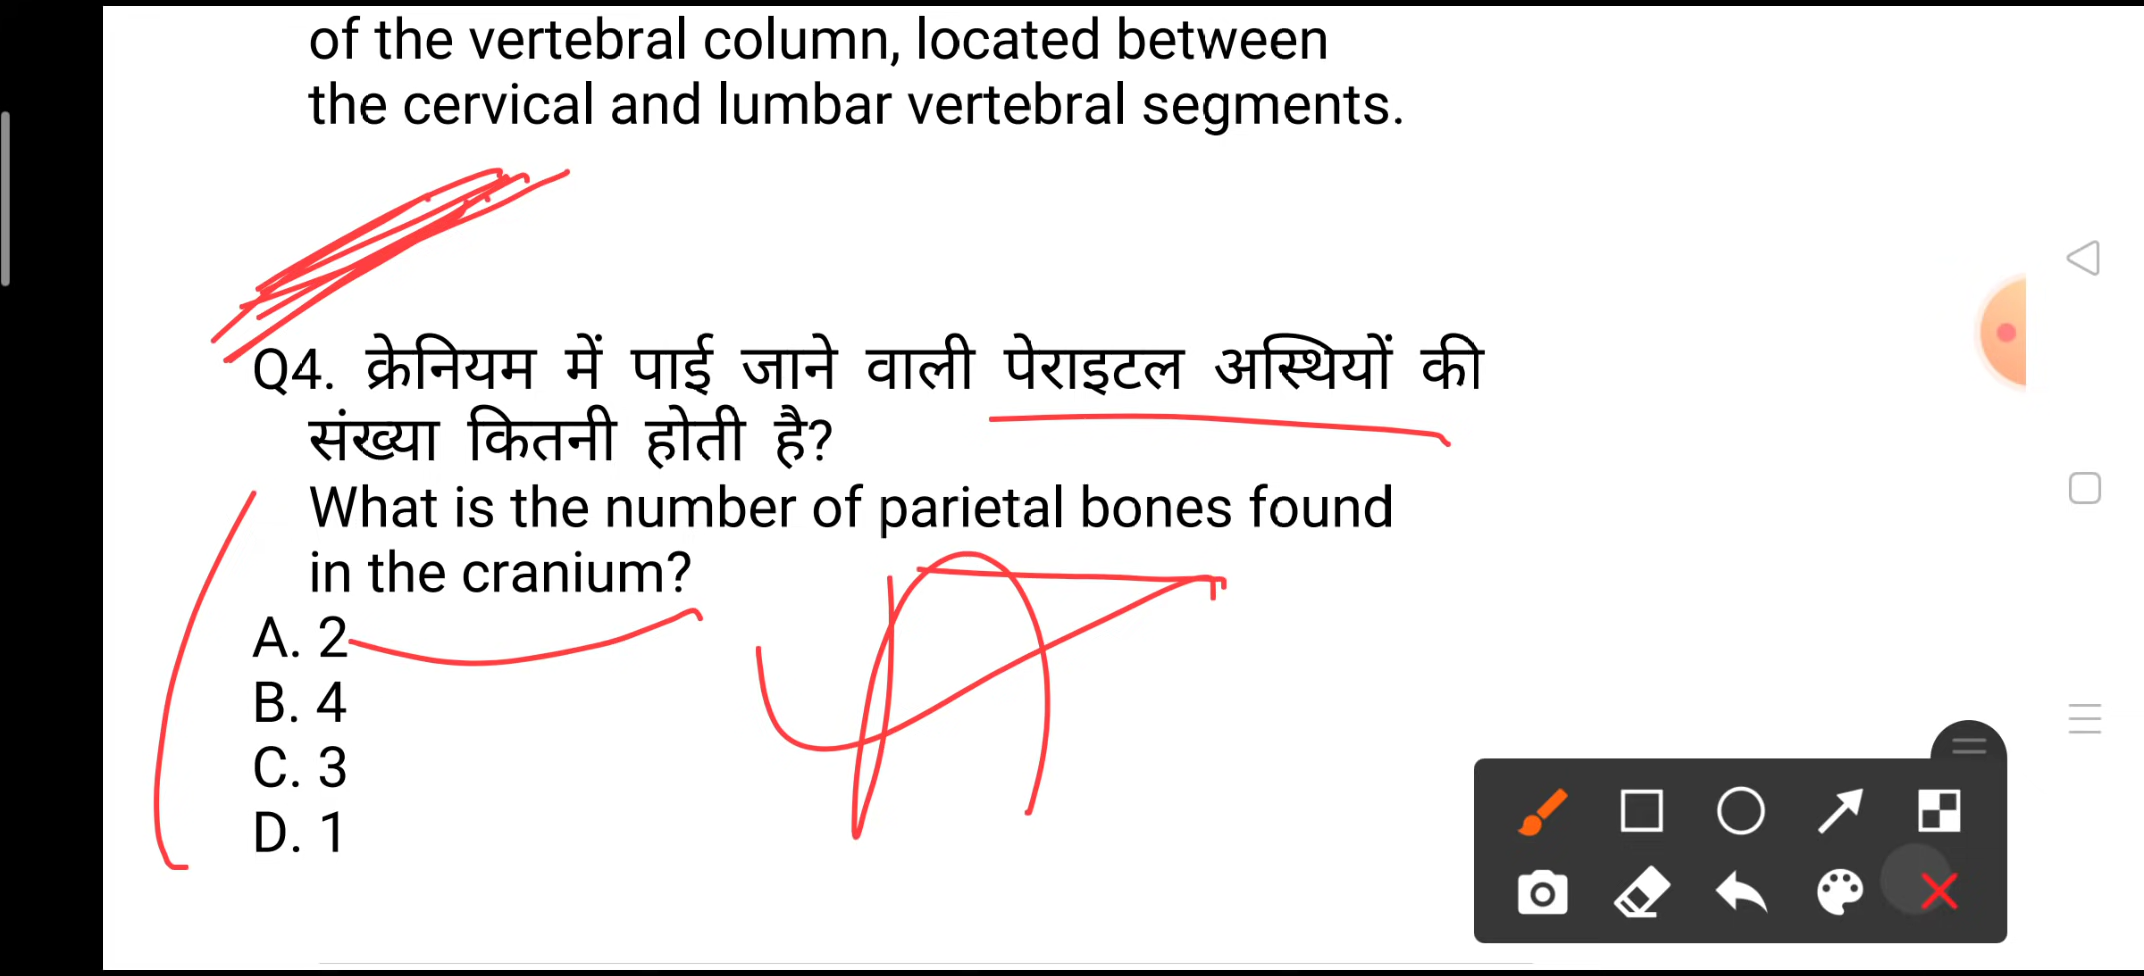 of the vertebral column, located between
the cervical and lumbar vertebral segments.
Q4. क्रेनियम में पाई जाने वाली पेराइटल अस्थियों की
संख्या कितनी होती है?
What is the number of parietal bones found
in the cranium?
A. 2
B. 4
C. 3
D. 1